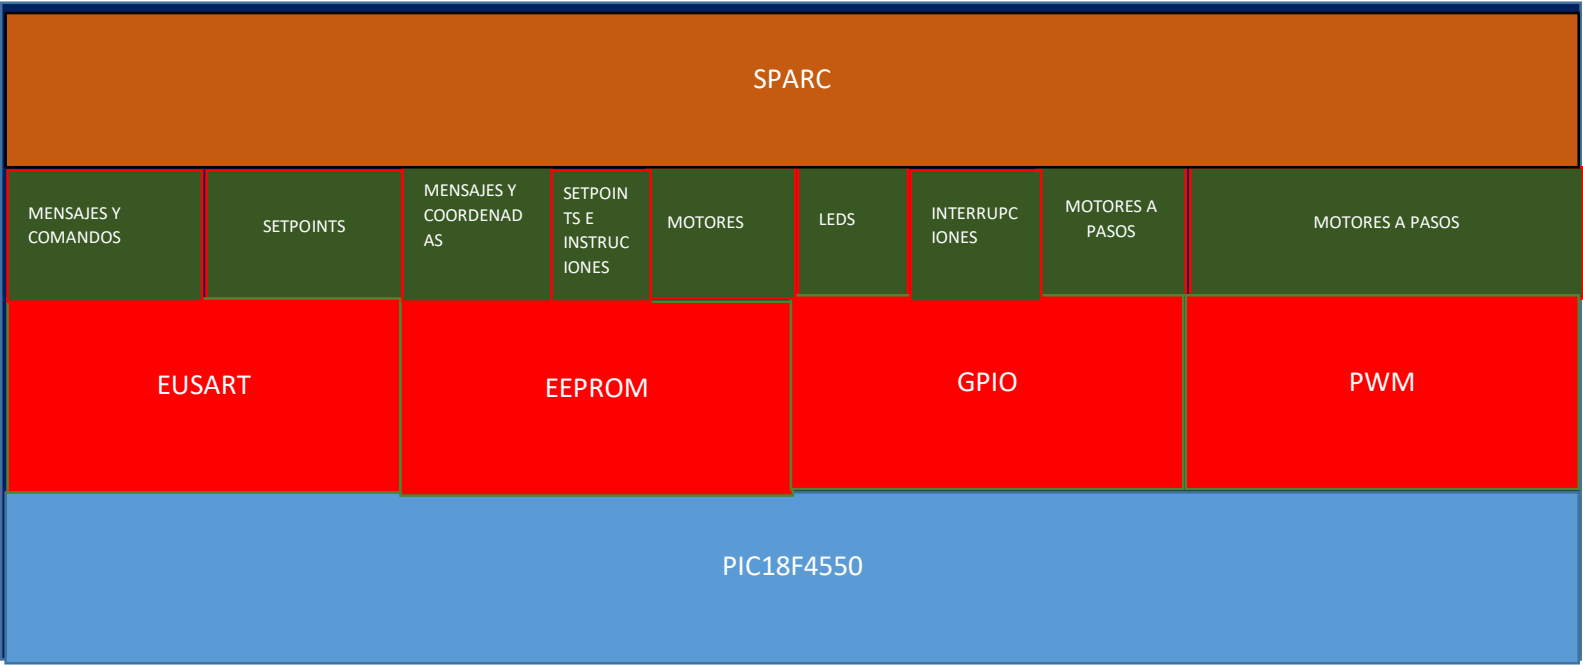 SPARC
MENSAJES Y
COMANDOS
SETPOINTS
MENSAJES Y
COORDENAD
AS
SETPOIN
TS E
INSTRUC
IONES
MOTORES
LEDS
INTERRUPC
IONES
MOTORES A
PASOS
MOTORES A PASOS
EUSART
EEPROM
GPIO
PWM
PIC18F4550